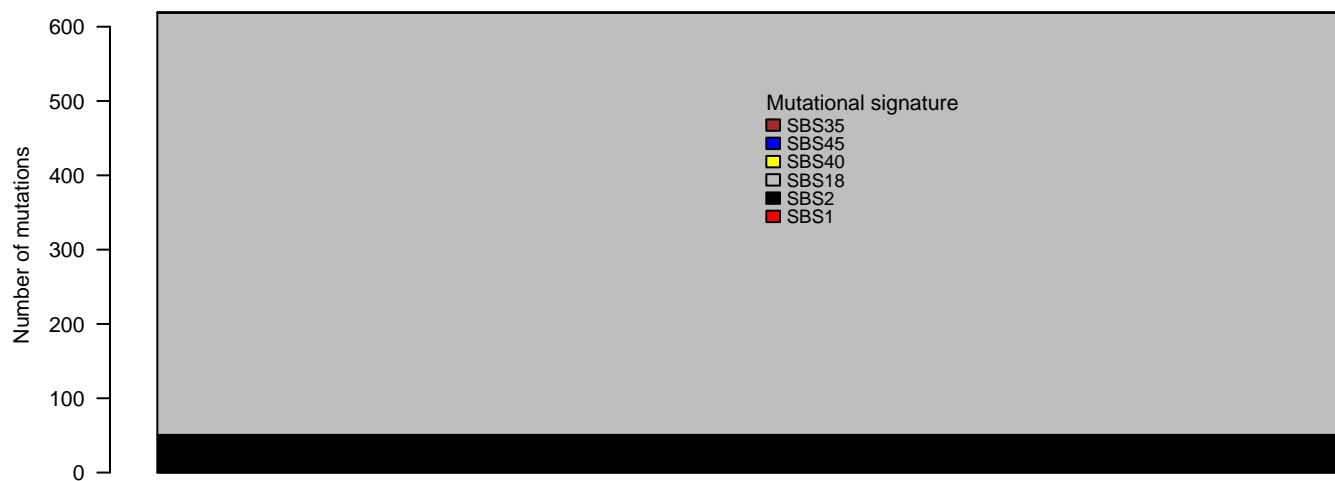 600
500
400
300
200
100
0
Number of mutations
Mutational signature
SBS35
SBS45
SBS40
SBS18
SBS2
SBS1